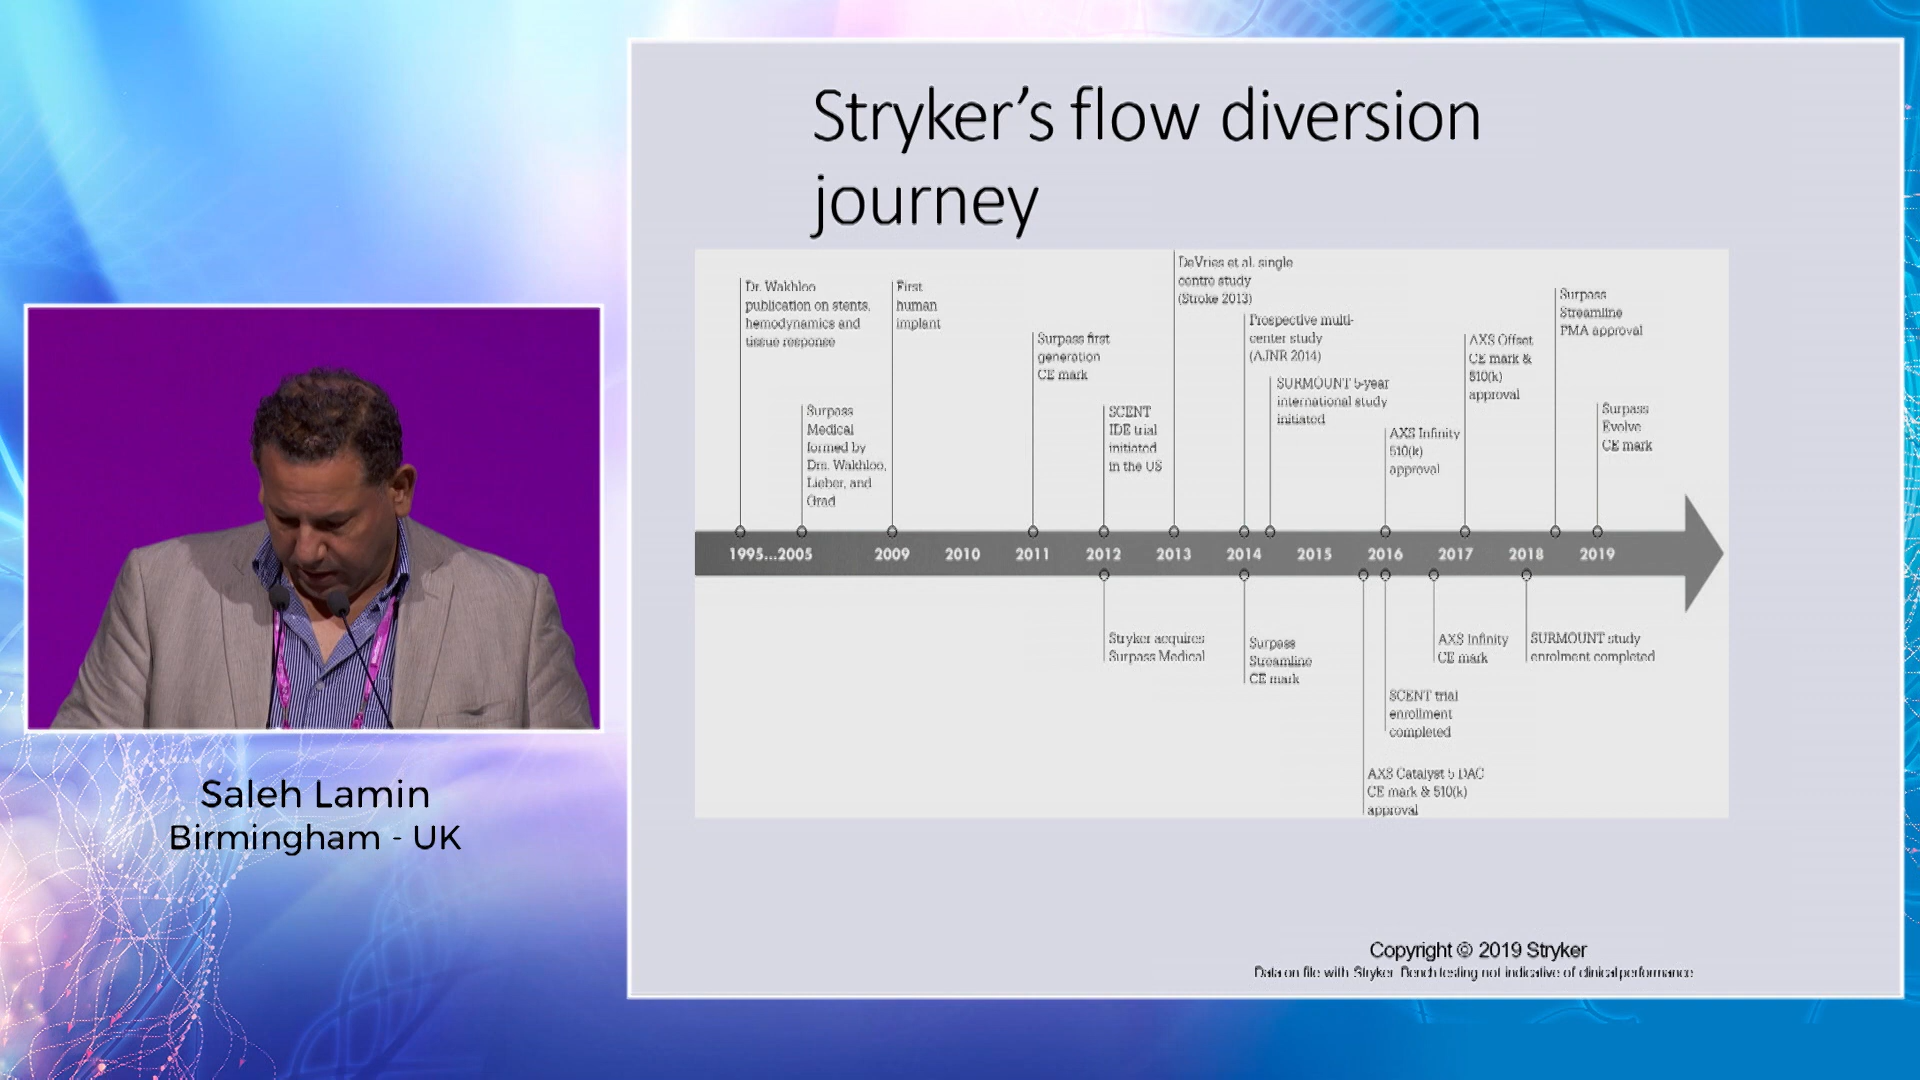 Stryker's flow diversion
journey
Dr. Wakhloo
publication on stents,
hemodynamics and
tissue response
Surpass
Medical
formed by
Drs. Wakhloo,
Lieber, and
Grad
First
human
implant
Surpass first
generation
CE mark
SCENT
IDE trial
initiated
in the US
DeVries et al. single
centre study
(Stroke 2013)
Prospective multi-
center study
(AJNR 2014)
SURMOUNT 5-year
international study
initiated
AXS Infinity
510(k)
approval
AXS Offset
CE mark &
510(k)
approval
Surpass
Streamline
PMA approval
Surpass
Evolve
CE mark
1995...2005 2009 2010 2011 2012 2013 2014 2015 2016 2017 2018 2019
Stryker acquires
Surpass Medical
Surpass
Streamline
CE mark
AXS Catalyst 5 DAC
CE mark & 510(k)
approval
SCENT trial
enrollment
completed
AXS Infinity
CE mark
SURMOUNT study
enrolment completed
Copyright © 2019 Stryker
Data on file with Stryker. Bench testing not indicative of clinical performance
Saleh Lamin
Birmingham - UK